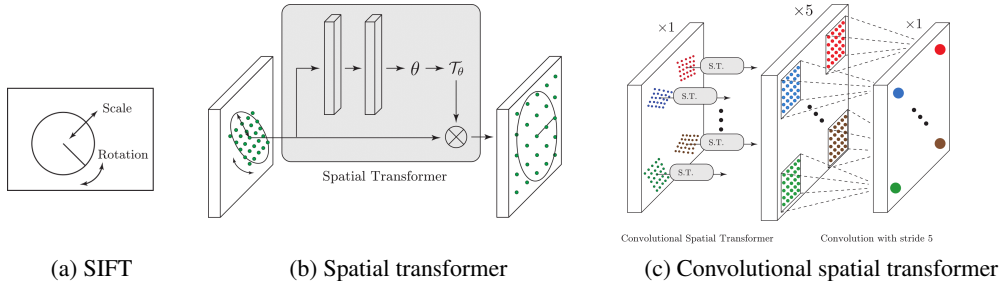 Scale
Rotation
(a) SIFT
θ
𝒯θ
Spatial Transformer
(b) Spatial transformer
×1
×5
×1
S.T.
S.T.
S.T.
S.T.
Convolutional Spatial Transformer
Convolution with stride 5
(c) Convolutional spatial transformer